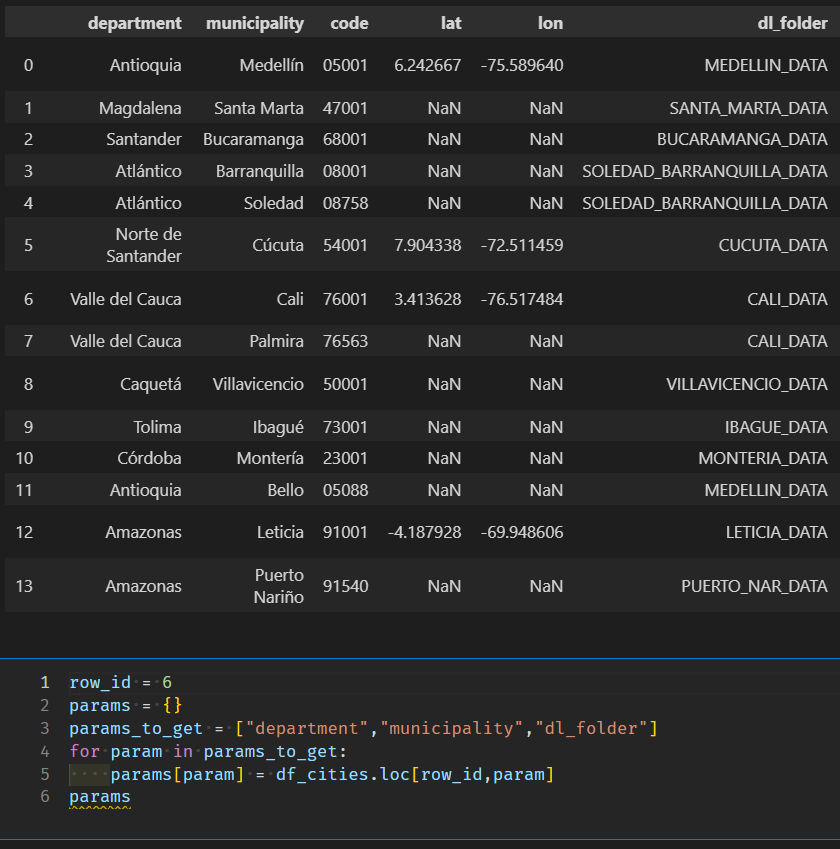 department municipality code lat lon dl_folder
0 Antioquia Medellín 05001 6.242667 -75.589640 MEDELLIN_DATA
1 Magdalena Santa Marta 47001 NaN NaN SANTA_MARTA_DATA
2 Santander Bucaramanga 68001 NaN NaN BUCARAMANGA_DATA
3 Atlántico Barranquilla 08001 NaN NaN SOLEDAD_BARRANQUILLA_DATA
4 Atlántico Soledad 08758 NaN NaN SOLEDAD_BARRANQUILLA_DATA
5 Norte de
Santander Cúcuta 54001 7.904338 -72.511459 CUCUTA_DATA
6 Valle del Cauca Cali 76001 3.413628 -76.517484 CALI_DATA
7 Valle del Cauca Palmira 76563 NaN NaN CALI_DATA
8 Caquetá Villavicencio 50001 NaN NaN VILLAVICENCIO_DATA
9 Tolima Ibagué 73001 NaN NaN IBAGUE_DATA
10 Córdoba Montería 23001 NaN NaN MONTERIA_DATA
11 Antioquia Bello 05088 NaN NaN MEDELLIN_DATA
12 Amazonas Leticia 91001 -4.187928 -69.948606 LETICIA_DATA
13 Amazonas Puerto
Nariño 91540 NaN NaN PUERTO_NAR_DATA
1 row_id = 6
2 params = {}
3 params_to_get = ["department","municipality","dl_folder"]
4 for param in params_to_get:
5     params[param] = df_cities.loc[row_id,param]
6 params